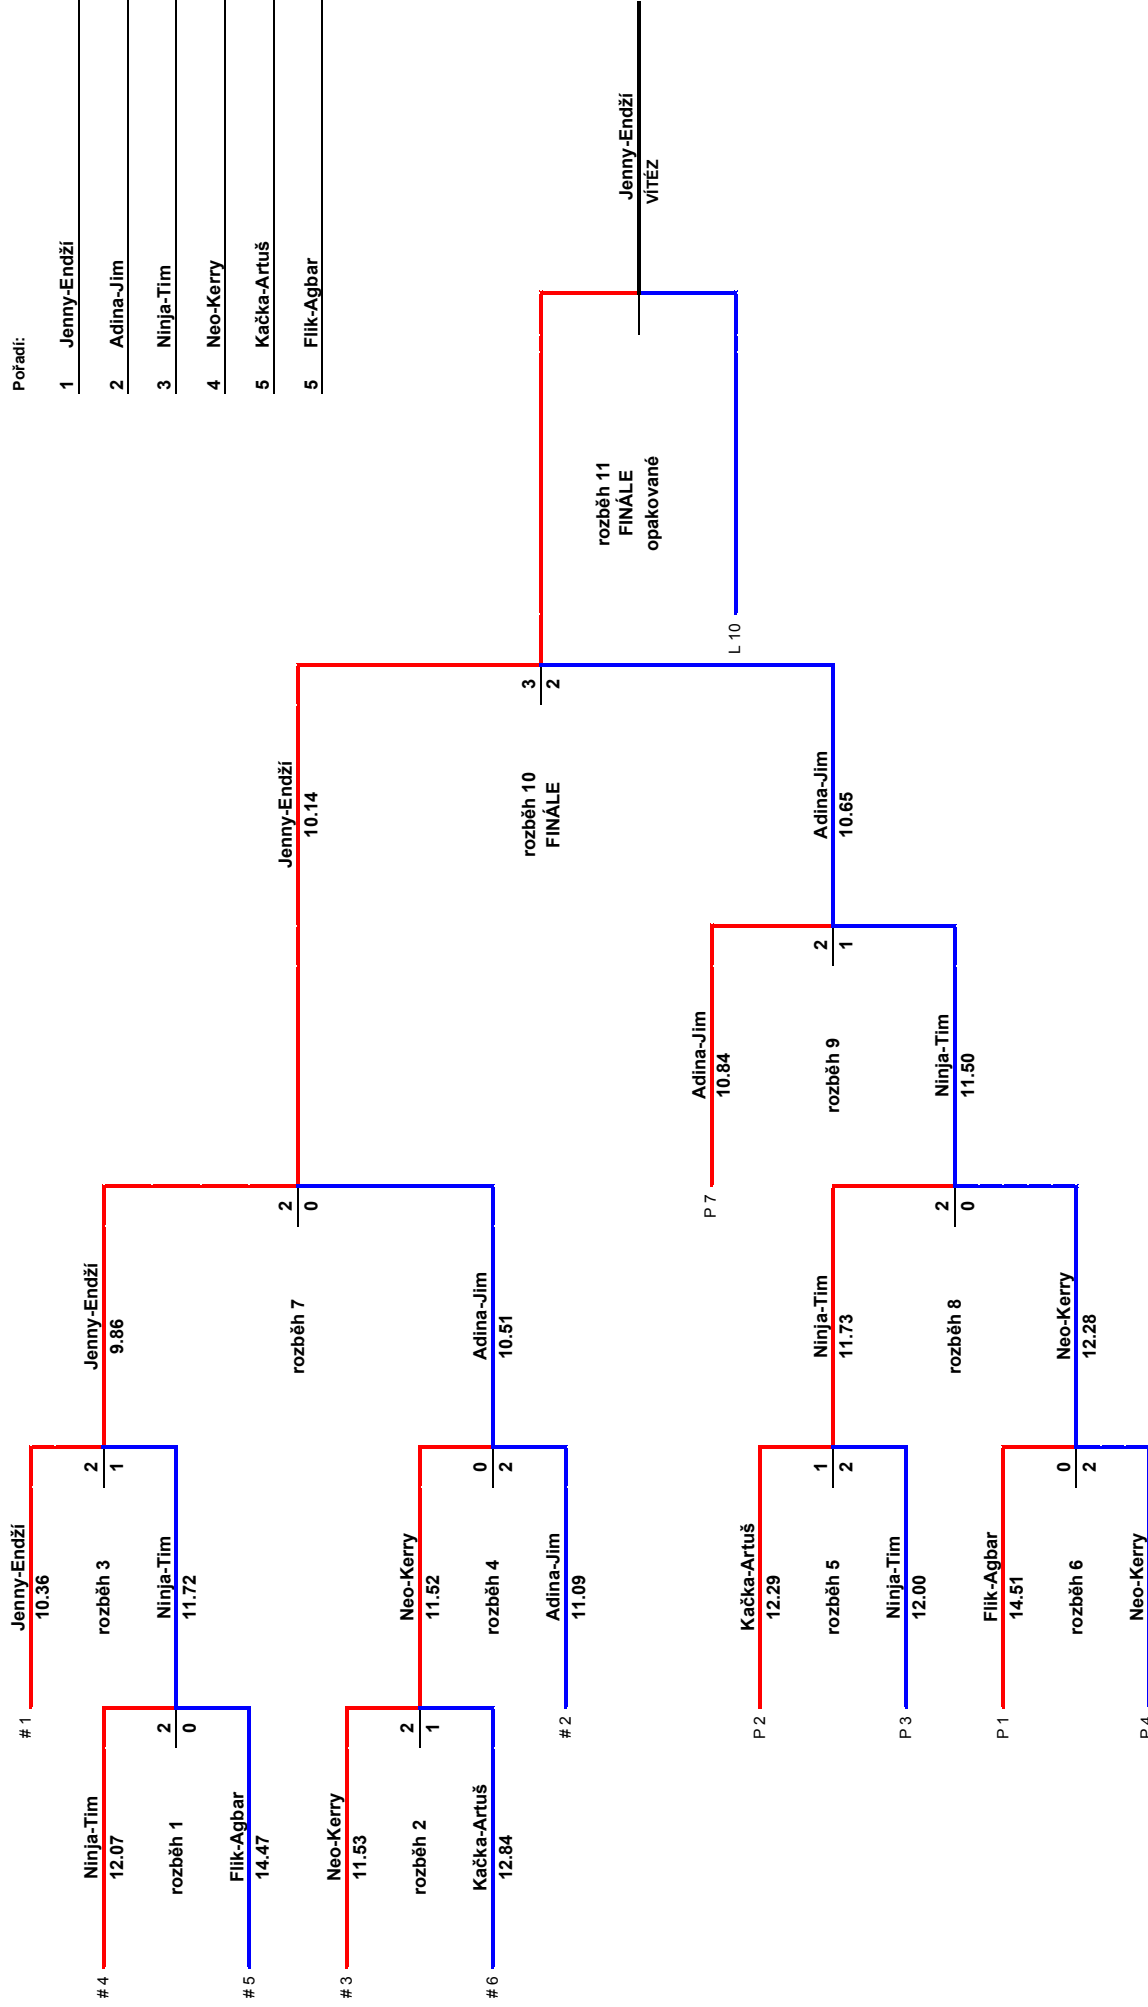 Pořadí:
1 Jenny-Endží
2 Adina-Jim
3 Ninja-Tim
4 Neo-Kerry
5 Kačka-Artuš
5 Flik-Agbar
# 4
Ninja-Tim
12.07
rozběh 1
2
0
# 5
Flik-Agbar
14.47
# 3
Neo-Kerry
11.53
rozběh 2
2
1
# 6
Kačka-Artuš
12.84
# 1
Jenny-Endží
10.36
rozběh 3
2
1
Ninja-Tim
11.72
Neo-Kerry
11.52
rozběh 4
0
2
# 2
Adina-Jim
11.09
P 2
Kačka-Artuš
12.29
rozběh 5
1
2
P 3
Ninja-Tim
12.00
P 1
Flik-Agbar
14.51
rozběh 6
0
2
P 4
Neo-Kerry
Jenny-Endží
9.86
rozběh 7
2
0
Adina-Jim
10.51
Ninja-Tim
11.73
rozběh 8
2
0
Neo-Kerry
12.28
P 7
Adina-Jim
10.84
rozběh 9
2
1
Ninja-Tim
11.50
Jenny-Endží
10.14
rozběh 10
FINÁLE
3
2
Adina-Jim
10.65
rozběh 11
FINÁLE
opakované
L 10
Jenny-Endží
VÍTÉZ